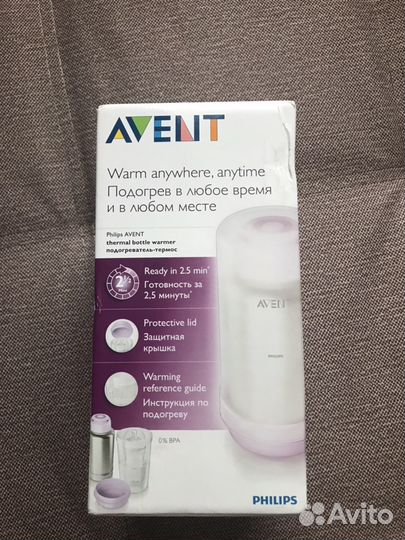 AVENT
Warm anywhere, anytime
Подогрев в любое время
и в любом месте
Philips AVENT
thermal bottle warmer
подогреватель-термос
2½
Ready in 2.5 min*
Готовность за
2,5 минуты*
Protective lid
Защитная
крышка
Warming
reference guide
Инструкция по
подогреву
0% BPA
AVENT
PHILIPS
PHILIPS
Avito